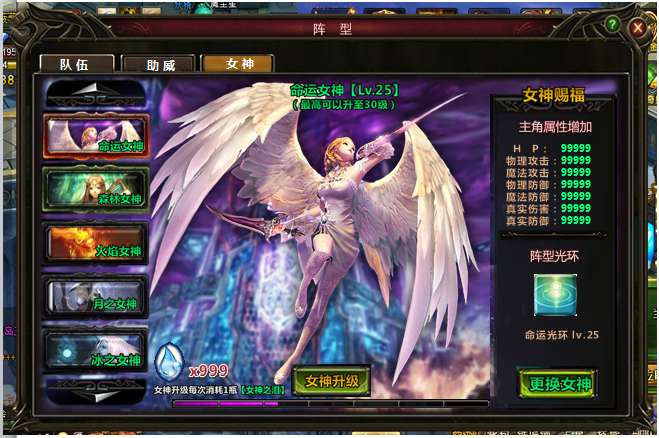 阵 型
队 伍
助 威
女 神
命运女神【Lv.25】
（最高可以升至30级）
命运女神
森林女神
火焰女神
月之女神
冰之女神
x999
女神升级每次消耗1瓶【女神之泪】
女神升级
女神赐福
主角属性增加
H P： 99999
物理攻击： 99999
魔法攻击： 99999
物理防御： 99999
魔法防御： 99999
真实伤害： 99999
真实防御： 99999
阵型光环
命运光环 lv.25
更换女神